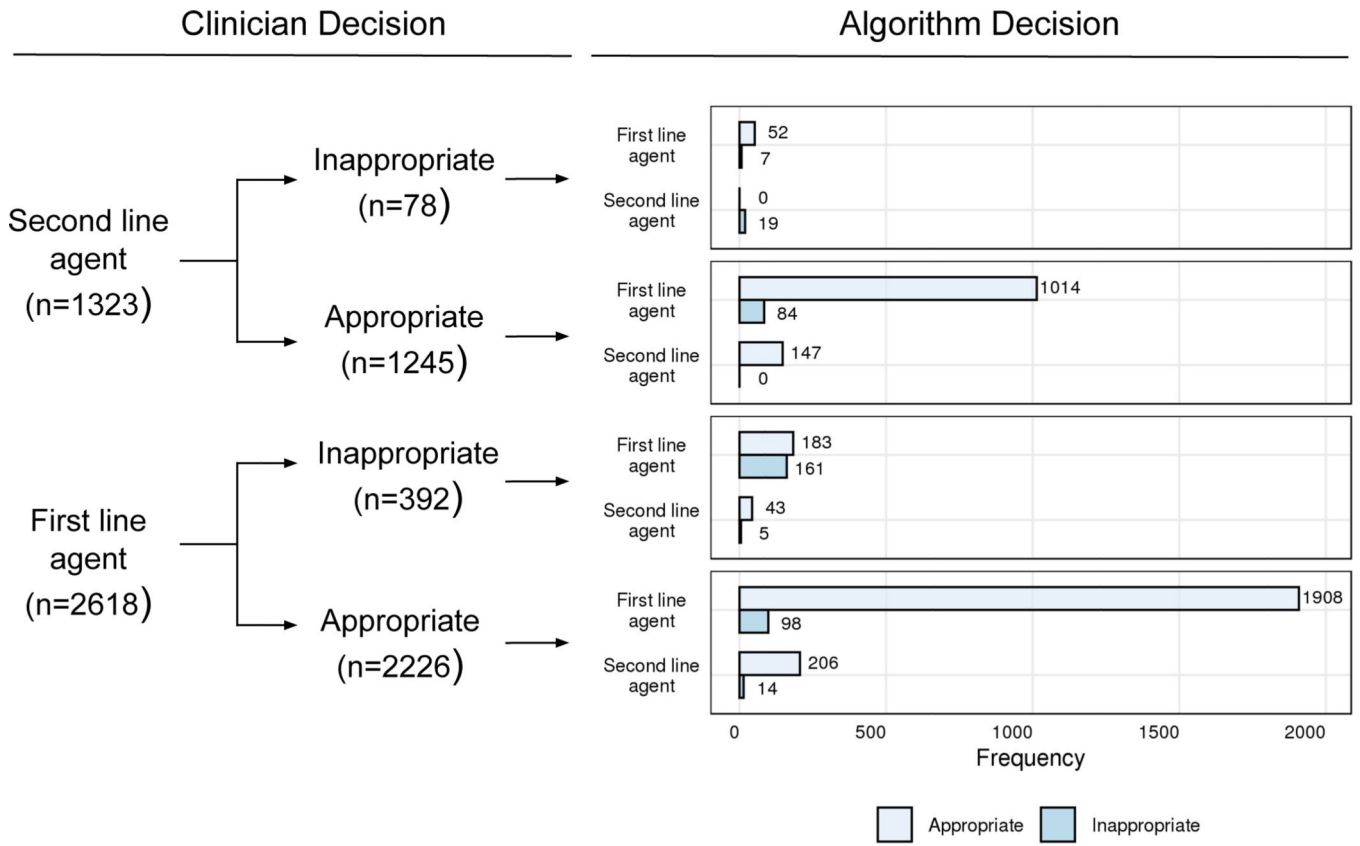 Clinician Decision
Algorithm Decision
Second line
agent
(n=1323)
Inappropriate
(n=78)
Appropriate
(n=1245)
First line
agent
(n=2618)
Inappropriate
(n=392)
Appropriate
(n=2226)
First line
agent
52
7
Second line
agent
0
19
First line
agent
1014
84
Second line
agent
147
0
First line
agent
183
161
Second line
agent
43
5
First line
agent
1908
98
Second line
agent
206
14
0 500 1000 1500 2000
Frequency
Appropriate Inappropriate